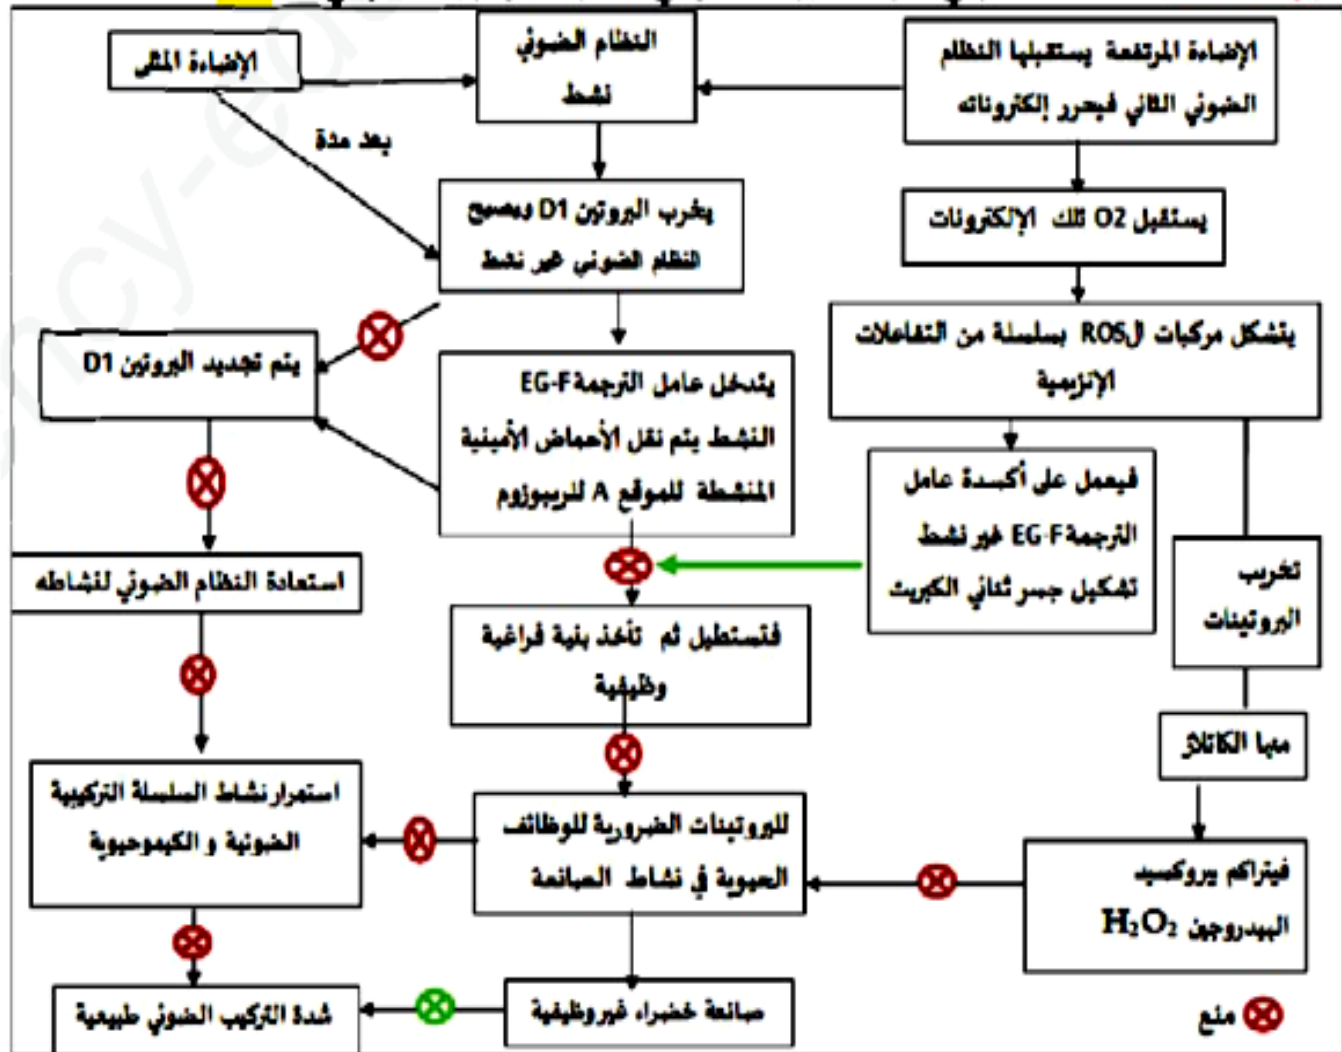 الإضاءة المرتفعة يستقبلها النظام
الضوئي الثاني فيحرر إلكتروناته
النظام الضوئي
نشط
الإضاءة المثلى
بعد مدة
يستقبل O2 تلك الإلكترونات
يخرب البروتين D1 ويصبح
النظام الضوئي غير نشط
يتشكل مركبات الROS بسلسلة من التفاعلات
الإنزيمية
يتم تجديد البروتين D1
يتدخل عامل الترجمة EG-F
النشط يتم نقل الأحماض الأمينية
المنشطة للموقع A للريبوزوم
فيعمل على أكسدة عامل
الترجمة EG-F غير نشط
تشكيل جسر ثنائي الكبريت
تخريب
البروتينات
استعادة النظام الضوئي لنشاطه
فتستطيل ثم تأخذ بنية فراغية
وظيفية
منها الكاتلاز
استمرار نشاط السلسلة التركيبية
الضوئية و الكيموحيوية
للبروتينات الضرورية للوظائف
الحيوية في نشاط الصانعة
فيتراكم بيروكسيد
الهيدروجين H₂O₂
شدة التركيب الضوئي طبيعية
صانعة خضراء غير وظيفية
منع